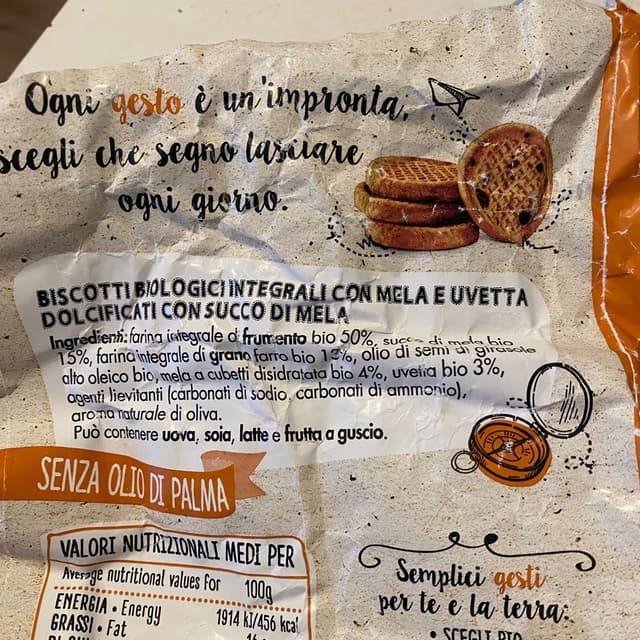 Ogni gesto è un'impronta,
scegli che segno lasciare
ogni giorno.
BISCOTTI BIOLOGICI INTEGRALI CON MELA E UVETTA
DOLCIFICATI CON SUCCO DI MELA
Ingredienti: farina integrale di frumento bio 50%, succo di mela bio
15%, farina integrale di grano farro bio 12%, olio di semi di girasole
alto oleico bio, mela a cubetti disidratata bio 4%, uvetta bio 3%,
agenti lievitanti (carbonati di sodio, carbonati di ammonio),
aroma naturale di oliva.
Può contenere uova, soia, latte e frutta a guscio.
SENZA OLIO DI PALMA
VALORI NUTRIZIONALI MEDI PER
Average nutritional values for 100g
ENERGIA • Energy 1914 kJ/456 kcal
GRASSI • Fat
Semplici gesti
per te e la terra:
• SCEGLI BIO